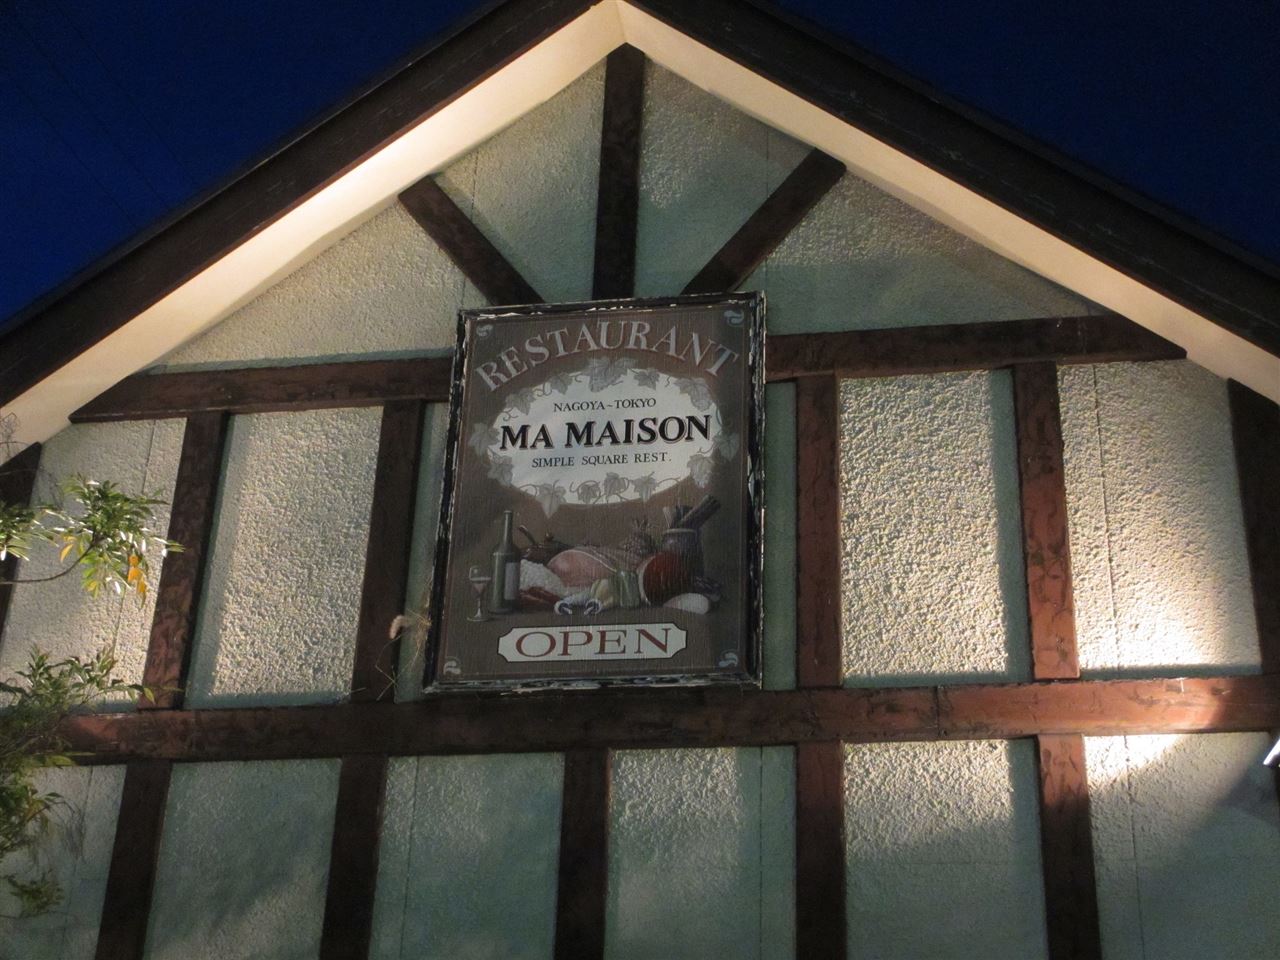 RESTAURANT
NAGOYA~TOKYO
MA MAISON
SIMPLE SQUARE REST.
OPEN